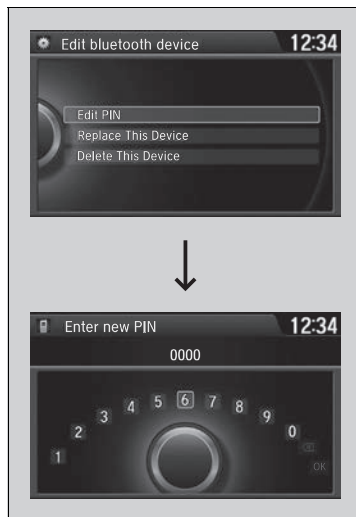 Edit bluetooth device 12:34
Edit PIN
Replace This Device
Delete This Device
Enter new PIN 12:34
0000
1 2 3 4 5 6 7 8 9 0
OK